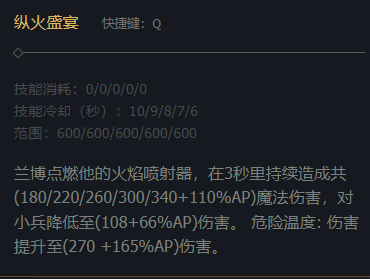 纵火盛宴 快捷键：Q
技能消耗：0/0/0/0/0
技能冷却（秒）：10/9/8/7/6
范围：600/600/600/600/600
兰博点燃他的火焰喷射器，在3秒里持续造成共
(180/220/260/300/340+110%AP)魔法伤害，对
小兵降低至(108+66%AP)伤害。 危险温度: 伤害
提升至(270 +165%AP)伤害。